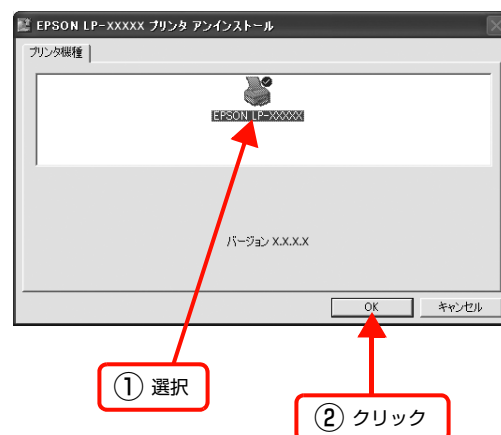 EPSON LP-XXXXX プリンタ アンインストール
プリンタ機種
EPSON LP-XXXXX
バージョン X.X.X.X
OK
キャンセル
① 選択
② クリック